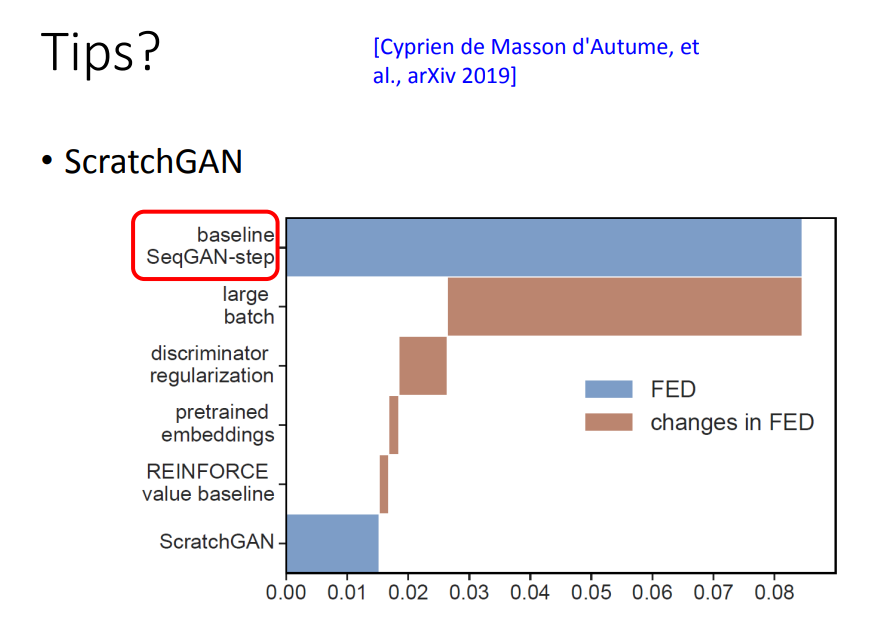 Tips?
[Cyprien de Masson d'Autume, et
al., arXiv 2019]
• ScratchGAN
baseline
SeqGAN-step
large
batch
discriminator
regularization
pretrained
embeddings
REINFORCE
value baseline
ScratchGAN
FED
changes in FED
0.00 0.01 0.02 0.03 0.04 0.05 0.06 0.07 0.08